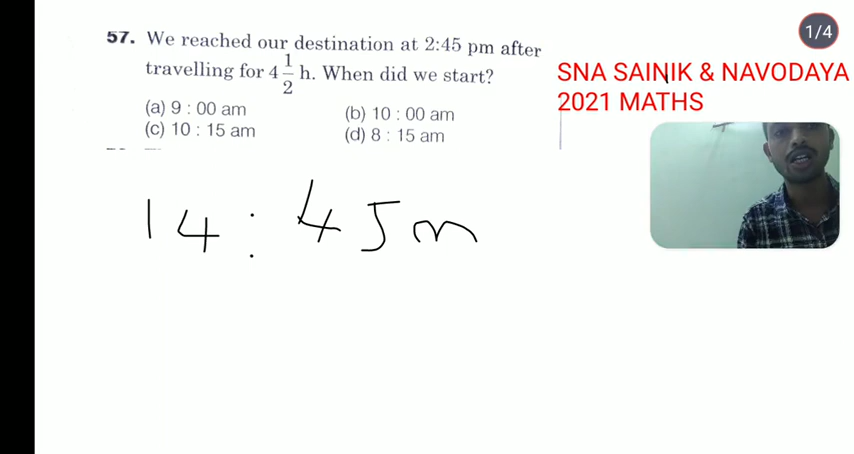 1/4
57. We reached our destination at 2:45 pm after
travelling for 4 1/2 h. When did we start?
(a) 9 : 00 am (b) 10 : 00 am
(c) 10 : 15 am (d) 8 : 15 am
SNA SAINIK & NAVODAYA
2021 MATHS
14 : 45 m